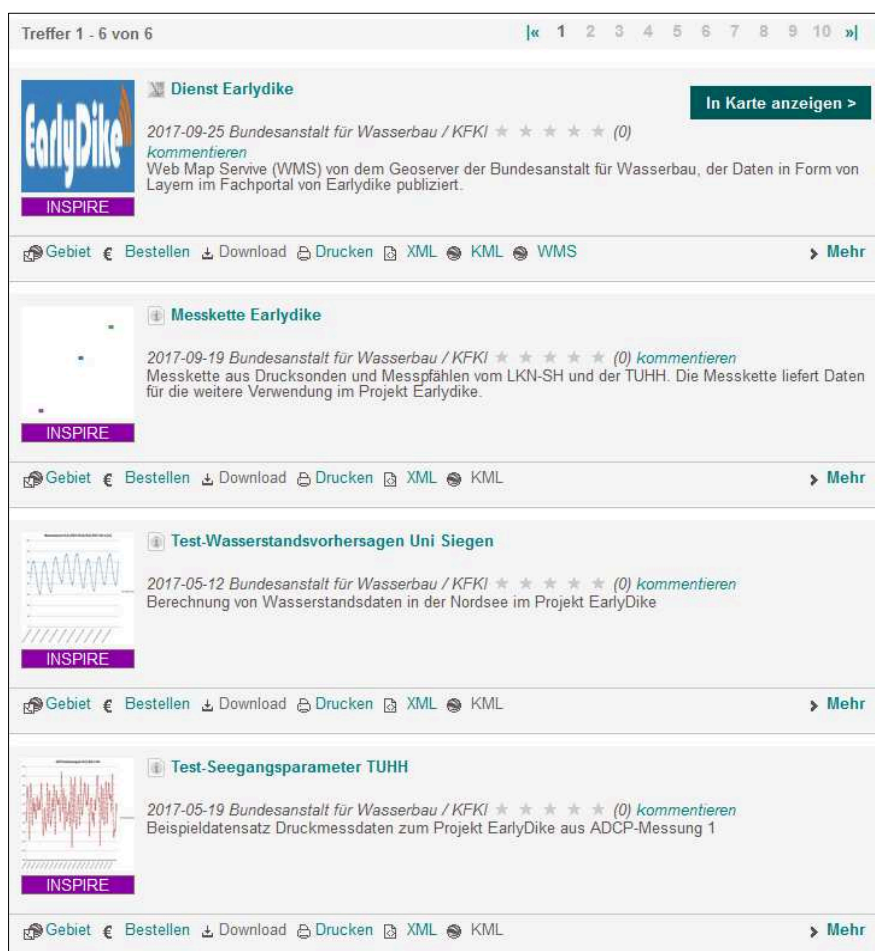 Treffer 1 - 6 von 6 |« 1 2 3 4 5 6 7 8 9 10 »|
EarlyDike
INSPIRE
Dienst Earlydike
In Karte anzeigen >
2017-09-25 Bundesanstalt für Wasserbau / KFKI ★ ★ ★ ★ ★ (0)
kommentieren
Web Map Servive (WMS) von dem Geoserver der Bundesanstalt für Wasserbau, der Daten in Form von
Layern im Fachportal von Earlydike publiziert.
Gebiet € Bestellen Download Drucken XML KML WMS > Mehr
INSPIRE
Messkette Earlydike
2017-09-19 Bundesanstalt für Wasserbau / KFKI ★ ★ ★ ★ ★ (0) kommentieren
Messkette aus Drucksonden und Messpfählen vom LKN-SH und der TUHH. Die Messkette liefert Daten
für die weitere Verwendung im Projekt Earlydike.
Gebiet € Bestellen Download Drucken XML KML > Mehr
INSPIRE
Test-Wasserstandsvorhersagen Uni Siegen
2017-05-12 Bundesanstalt für Wasserbau / KFKI ★ ★ ★ ★ ★ (0) kommentieren
Berechnung von Wasserstandsdaten in der Nordsee im Projekt EarlyDike
Gebiet € Bestellen Download Drucken XML KML > Mehr
INSPIRE
Test-Seegangsparameter TUHH
2017-05-19 Bundesanstalt für Wasserbau / KFKI ★ ★ ★ ★ ★ (0) kommentieren
Beispieldatensatz Druckmessdaten zum Projekt EarlyDike aus ADCP-Messung 1
Gebiet € Bestellen Download Drucken XML KML > Mehr